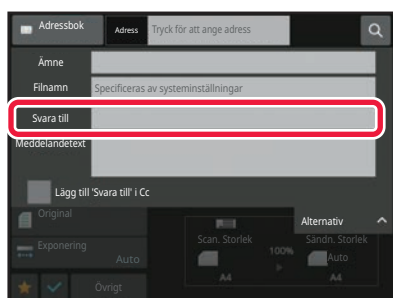 Adressbok Adress Tryck för att ange adress
Ämne
Filnamn Specificeras av systeminställningar
Svara till
Meddelandetext
Lägg till 'Svara till' i Cc
Original
Alternativ
Exponering
Auto
Scan. Storlek 100% Sändn. Storlek
Auto
A4 A4
Övrigt